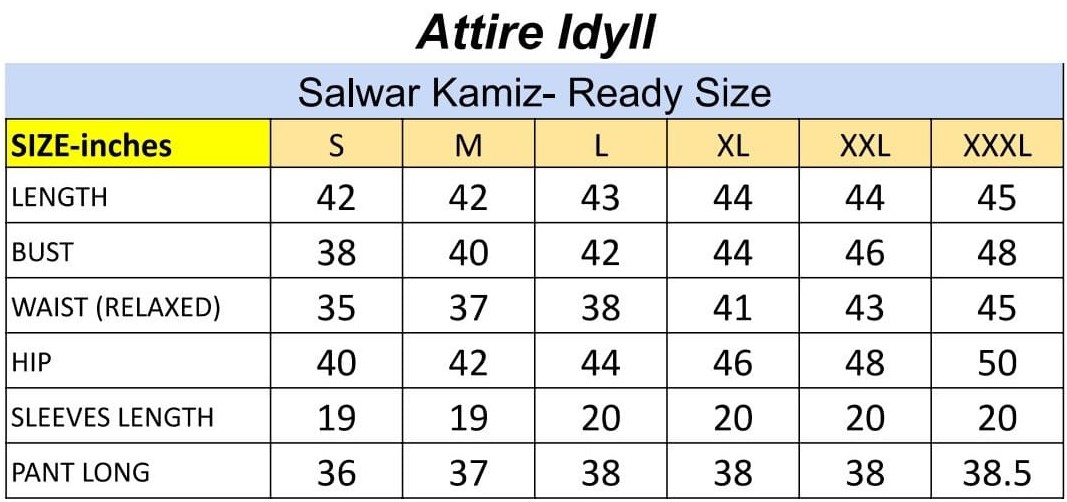 Attire Idyll
Salwar Kamiz- Ready Size
SIZE-inches S M L XL XXL XXXL
LENGTH 42 42 43 44 44 45
BUST 38 40 42 44 46 48
WAIST (RELAXED) 35 37 38 41 43 45
HIP 40 42 44 46 48 50
SLEEVES LENGTH 19 19 20 20 20 20
PANT LONG 36 37 38 38 38 38.5